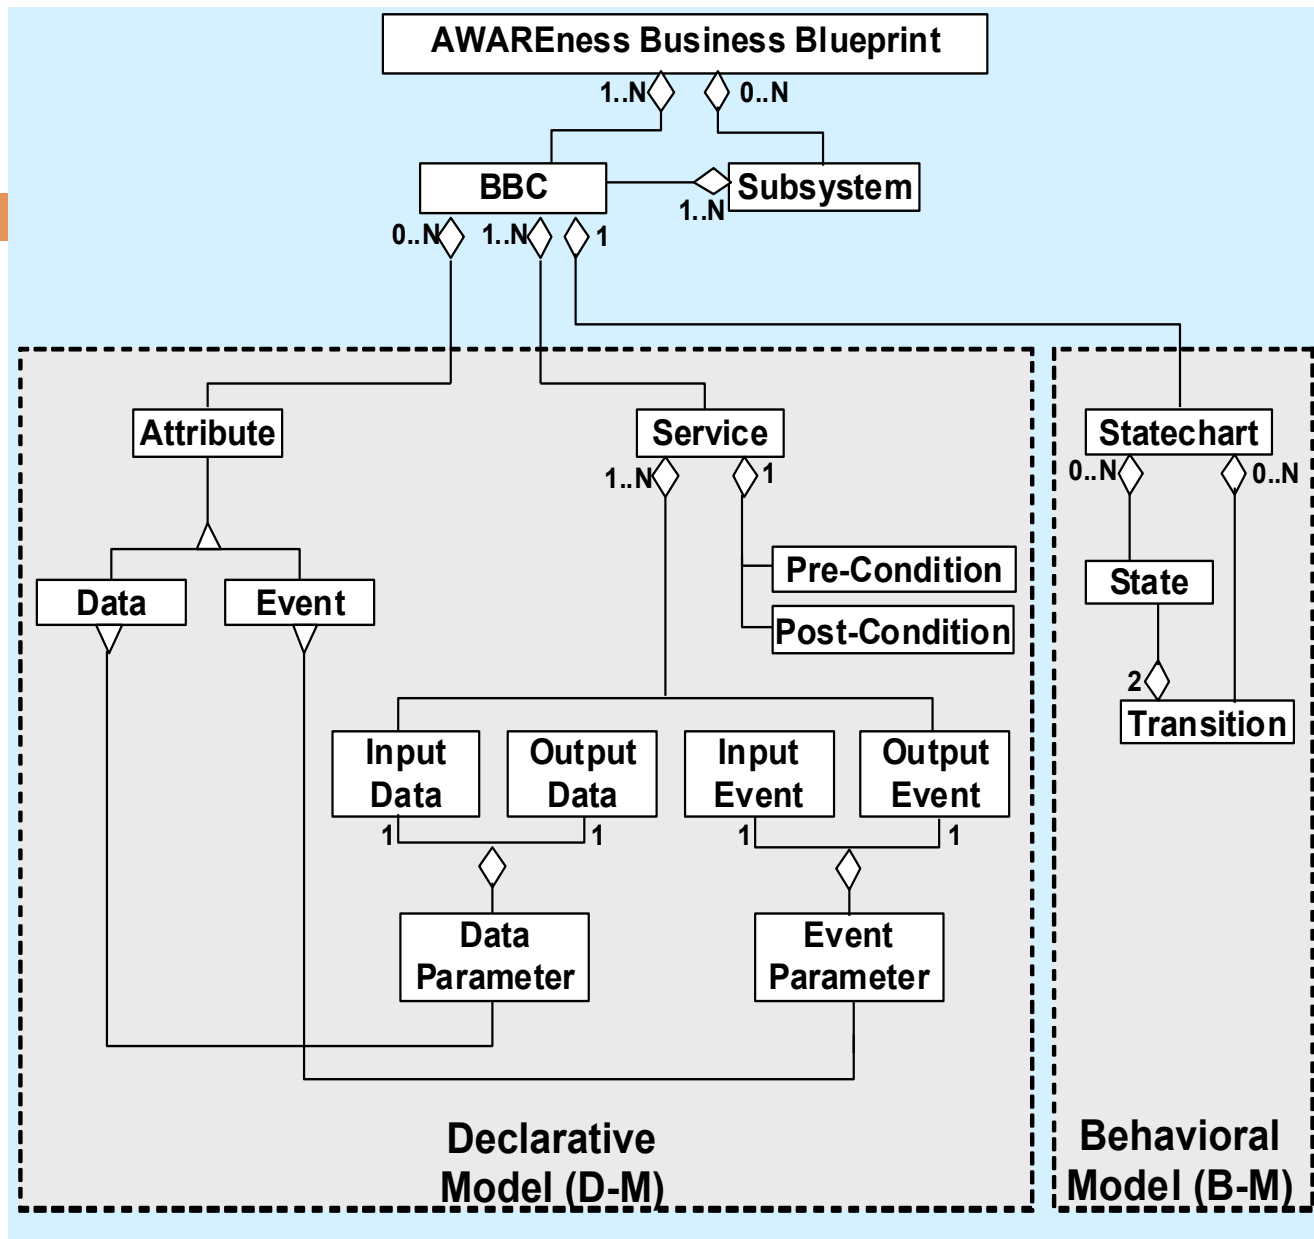 AWAREness Business Blueprint
1..N 0..N
BBC Subsystem
1..N
0..N 1..N 1
Attribute Service Statechart
1..N 1 0..N 0..N
Pre-Condition
Data Event State
Post-Condition
2
Transition
Input Data
Output Data
Input Event
Output Event
1 1 1 1
Data Parameter
Event Parameter
Declarative
Model (D-M)
Behavioral
Model (B-M)